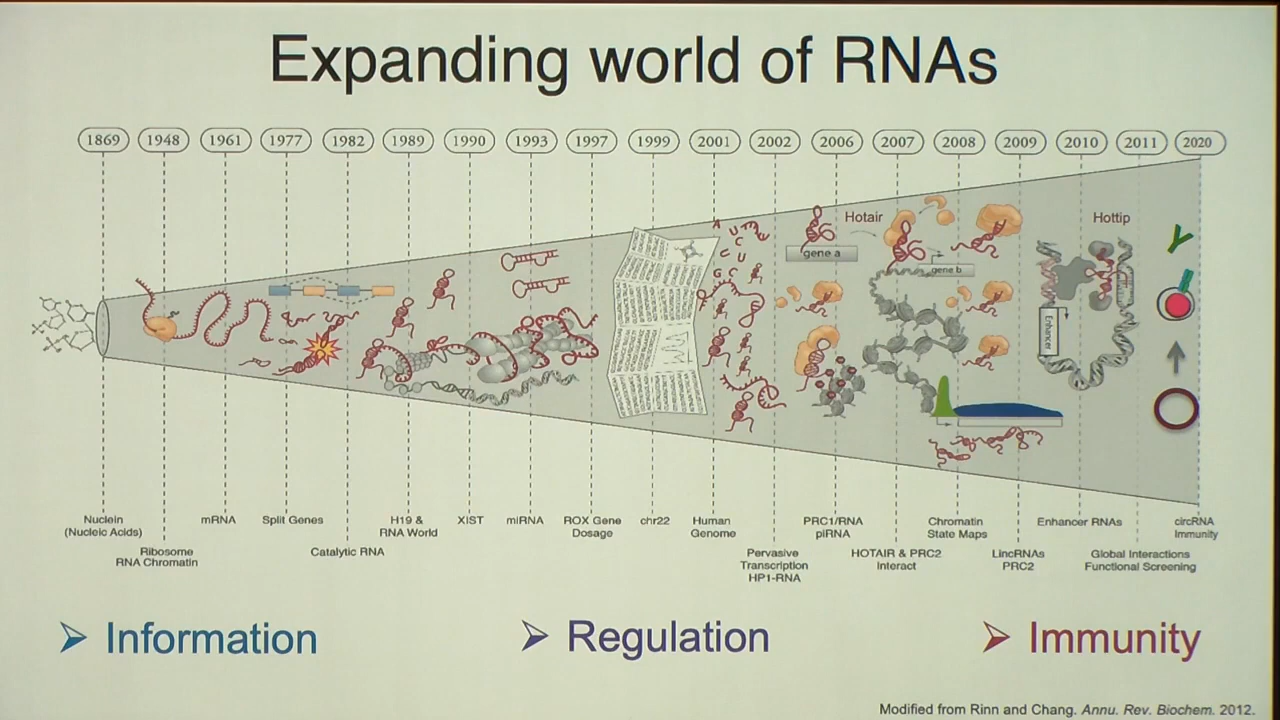 Expanding world of RNAs
1869 1948 1961 1977 1982 1989 1990 1993 1997 1999 2001 2002 2006 2007 2008 2009 2010 2011 2020
Hotair
Hottip
gene a
gene b
Enhancer
A
U C
U
C
C U
G C
Nuclein
(Nucleic Acids)
Ribosome
RNA Chromatin
mRNA
Split Genes
Catalytic RNA
H19 &
RNA World
XIST
miRNA
ROX Gene
Dosage
chr22
Human
Genome
Pervasive
Transcription
HP1-RNA
PRC1/RNA
piRNA
HOTAIR & PRC2
Interact
Chromatin
State Maps
LincRNAs
PRC2
Enhancer RNAs
Global Interactions
Functional Screening
circRNA
Immunity
➢ Information
➢ Regulation
➢ Immunity
Modified from Rinn and Chang. Annu. Rev. Biochem. 2012.